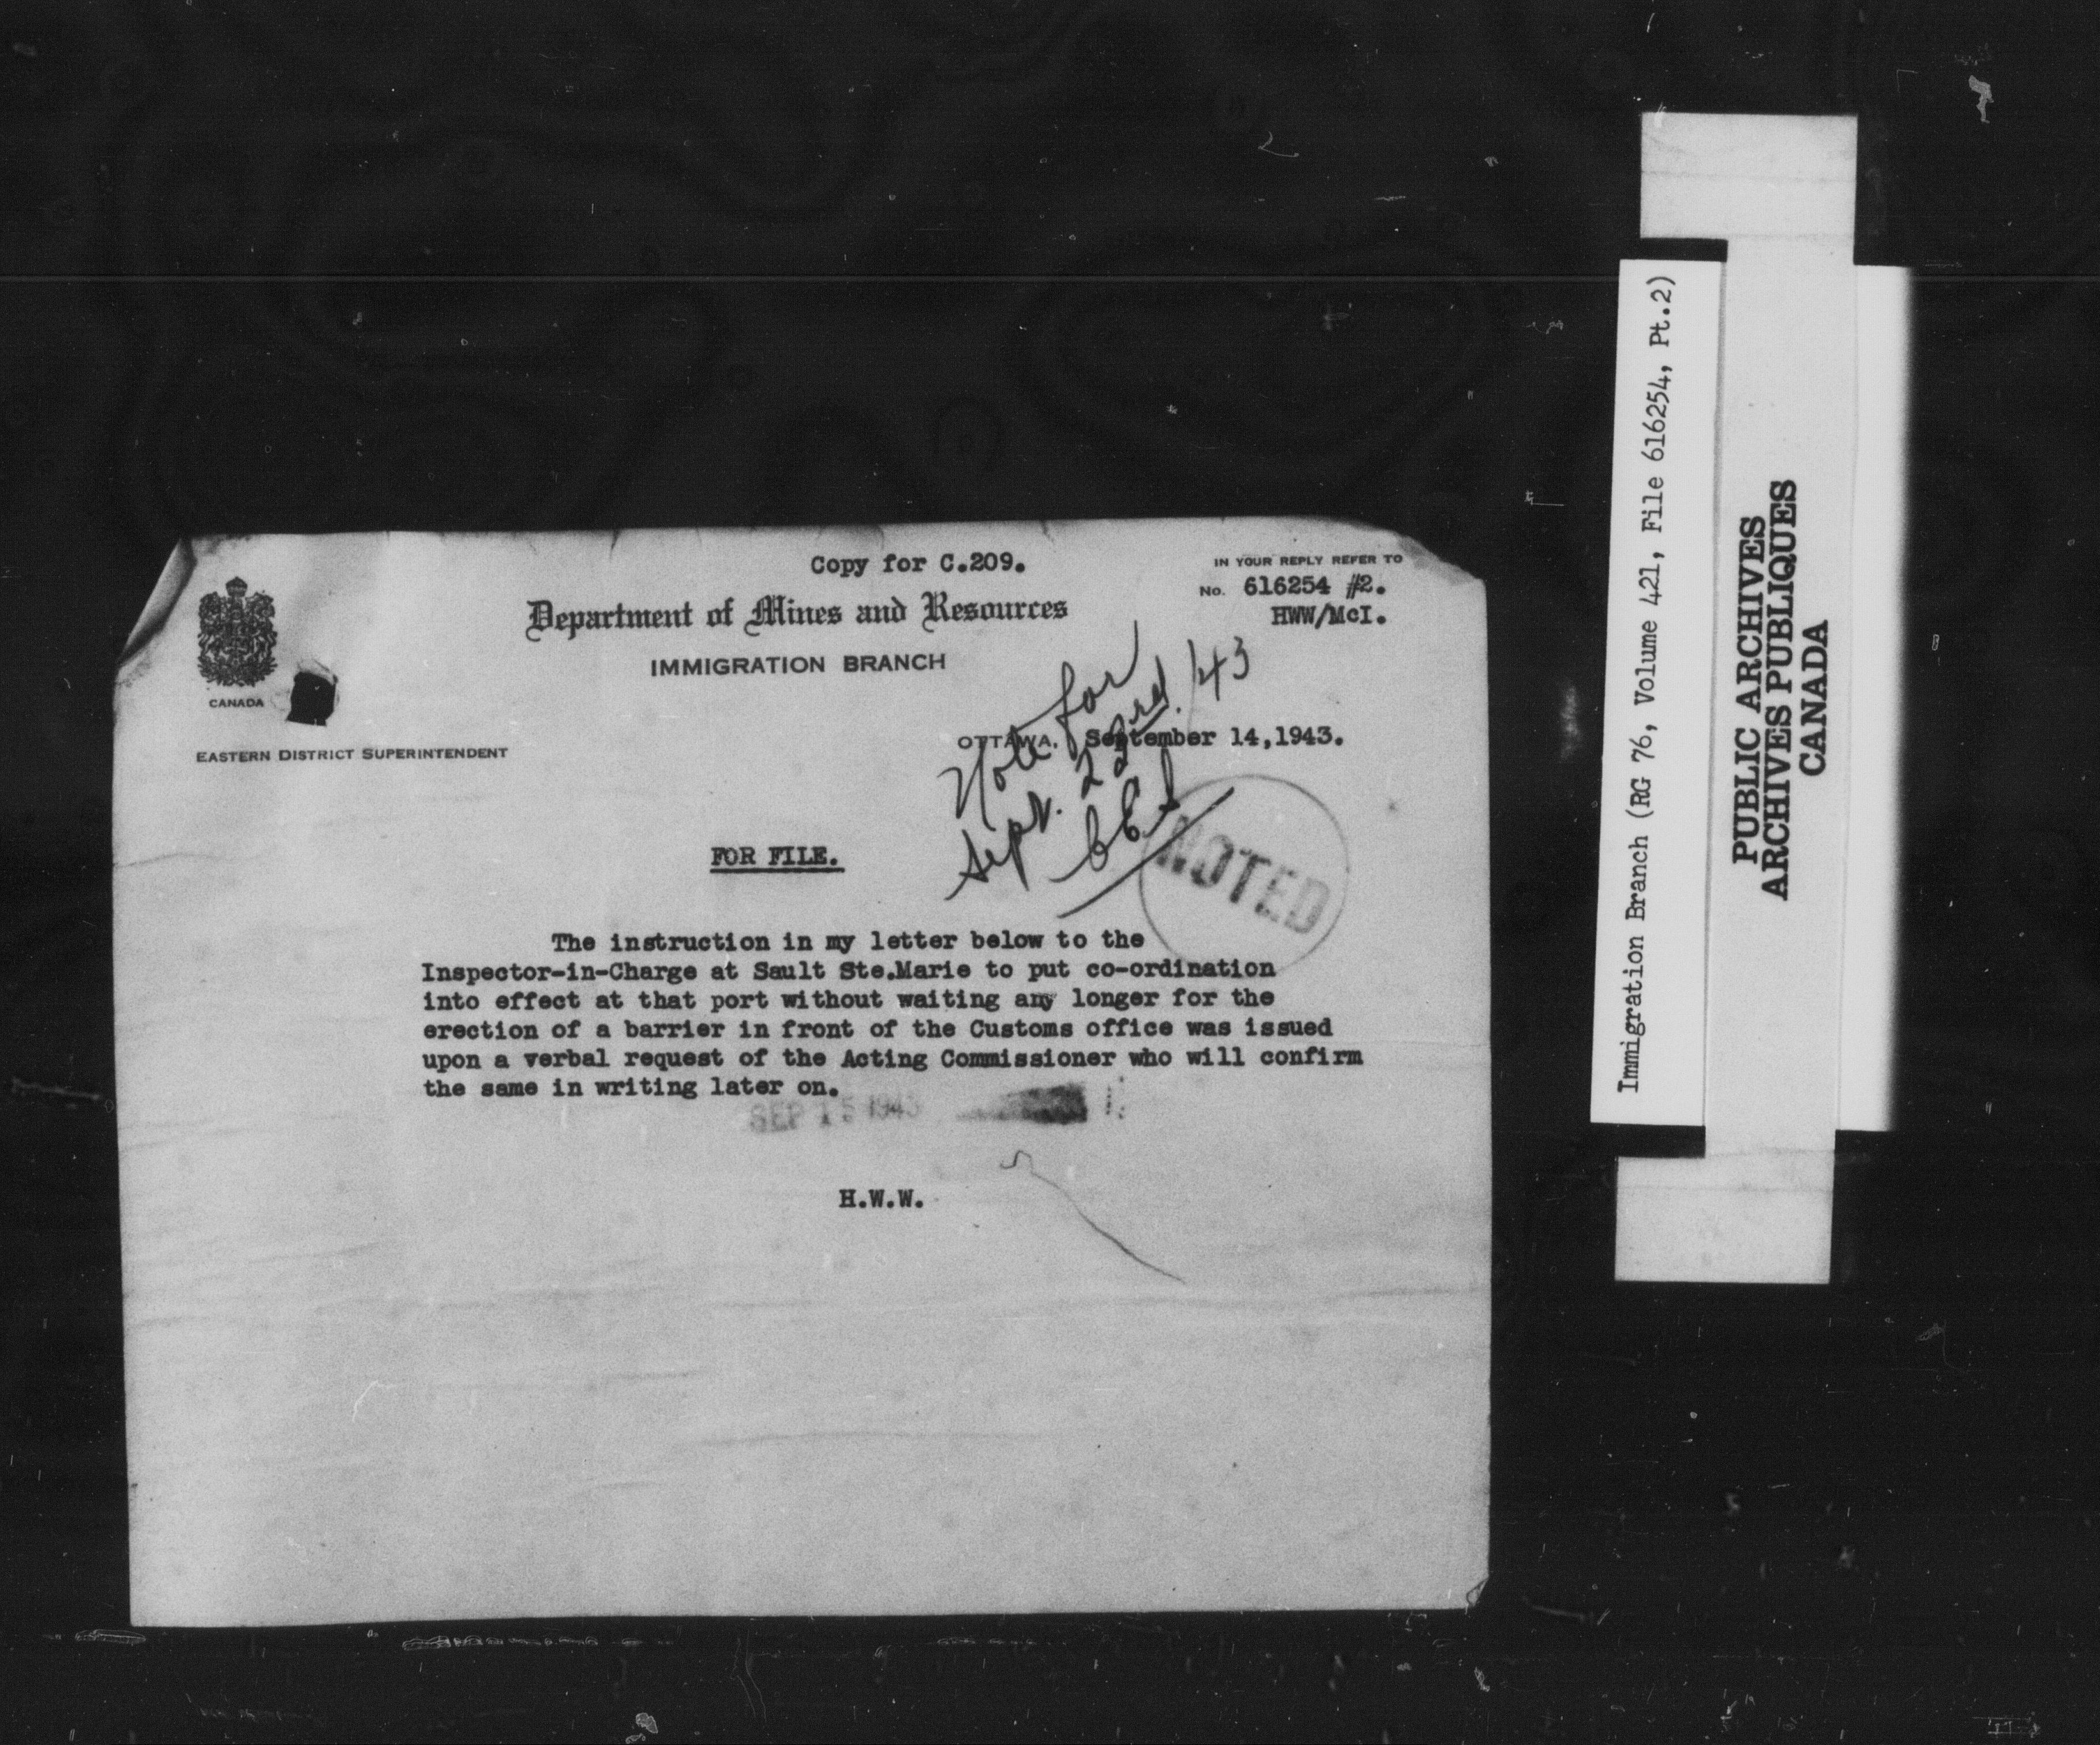 Copy for C.209.
IN YOUR REPLY REFER TO
No. 616254 #2.
HWW/McI.
Department of Mines and Resources
IMMIGRATION BRANCH
CANADA
EASTERN DISTRICT SUPERINTENDENT
OTTAWA, September 14,1943.
Note for
Sept. 23rd/43
NOTED
FOR FILE.
The instruction in my letter below to the
Inspector-in-Charge at Sault Ste.Marie to put co-ordination
into effect at that port without waiting any longer for the
erection of a barrier in front of the Customs office was issued
upon a verbal request of the Acting Commissioner who will confirm
the same in writing later on.
SEP 15 1943
H.W.W.
Immigration Branch (RG 76, Volume 421, File 616254, Pt.2)
PUBLIC ARCHIVES
ARCHIVES PUBLIQUES
CANADA